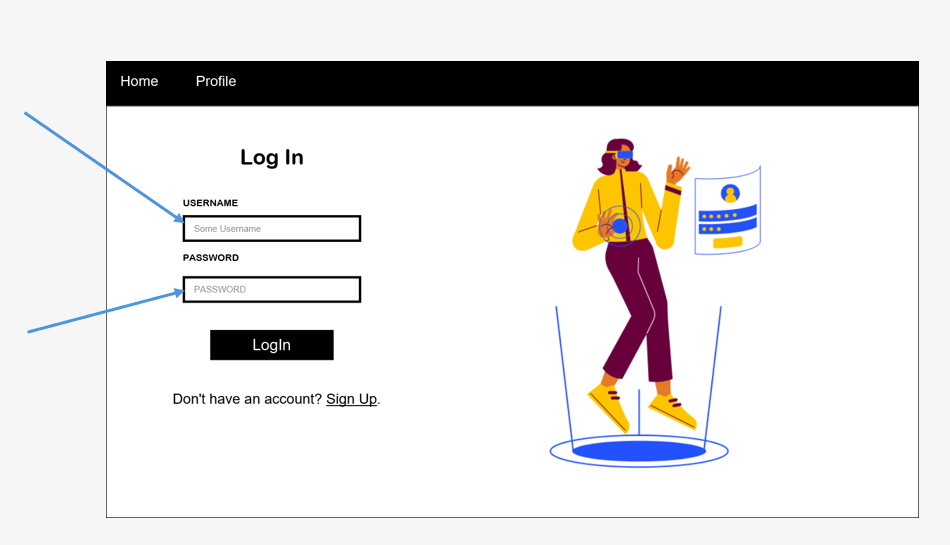 Home Profile
Log In
USERNAME
Some Username
PASSWORD
PASSWORD
LogIn
Don't have an account? Sign Up.